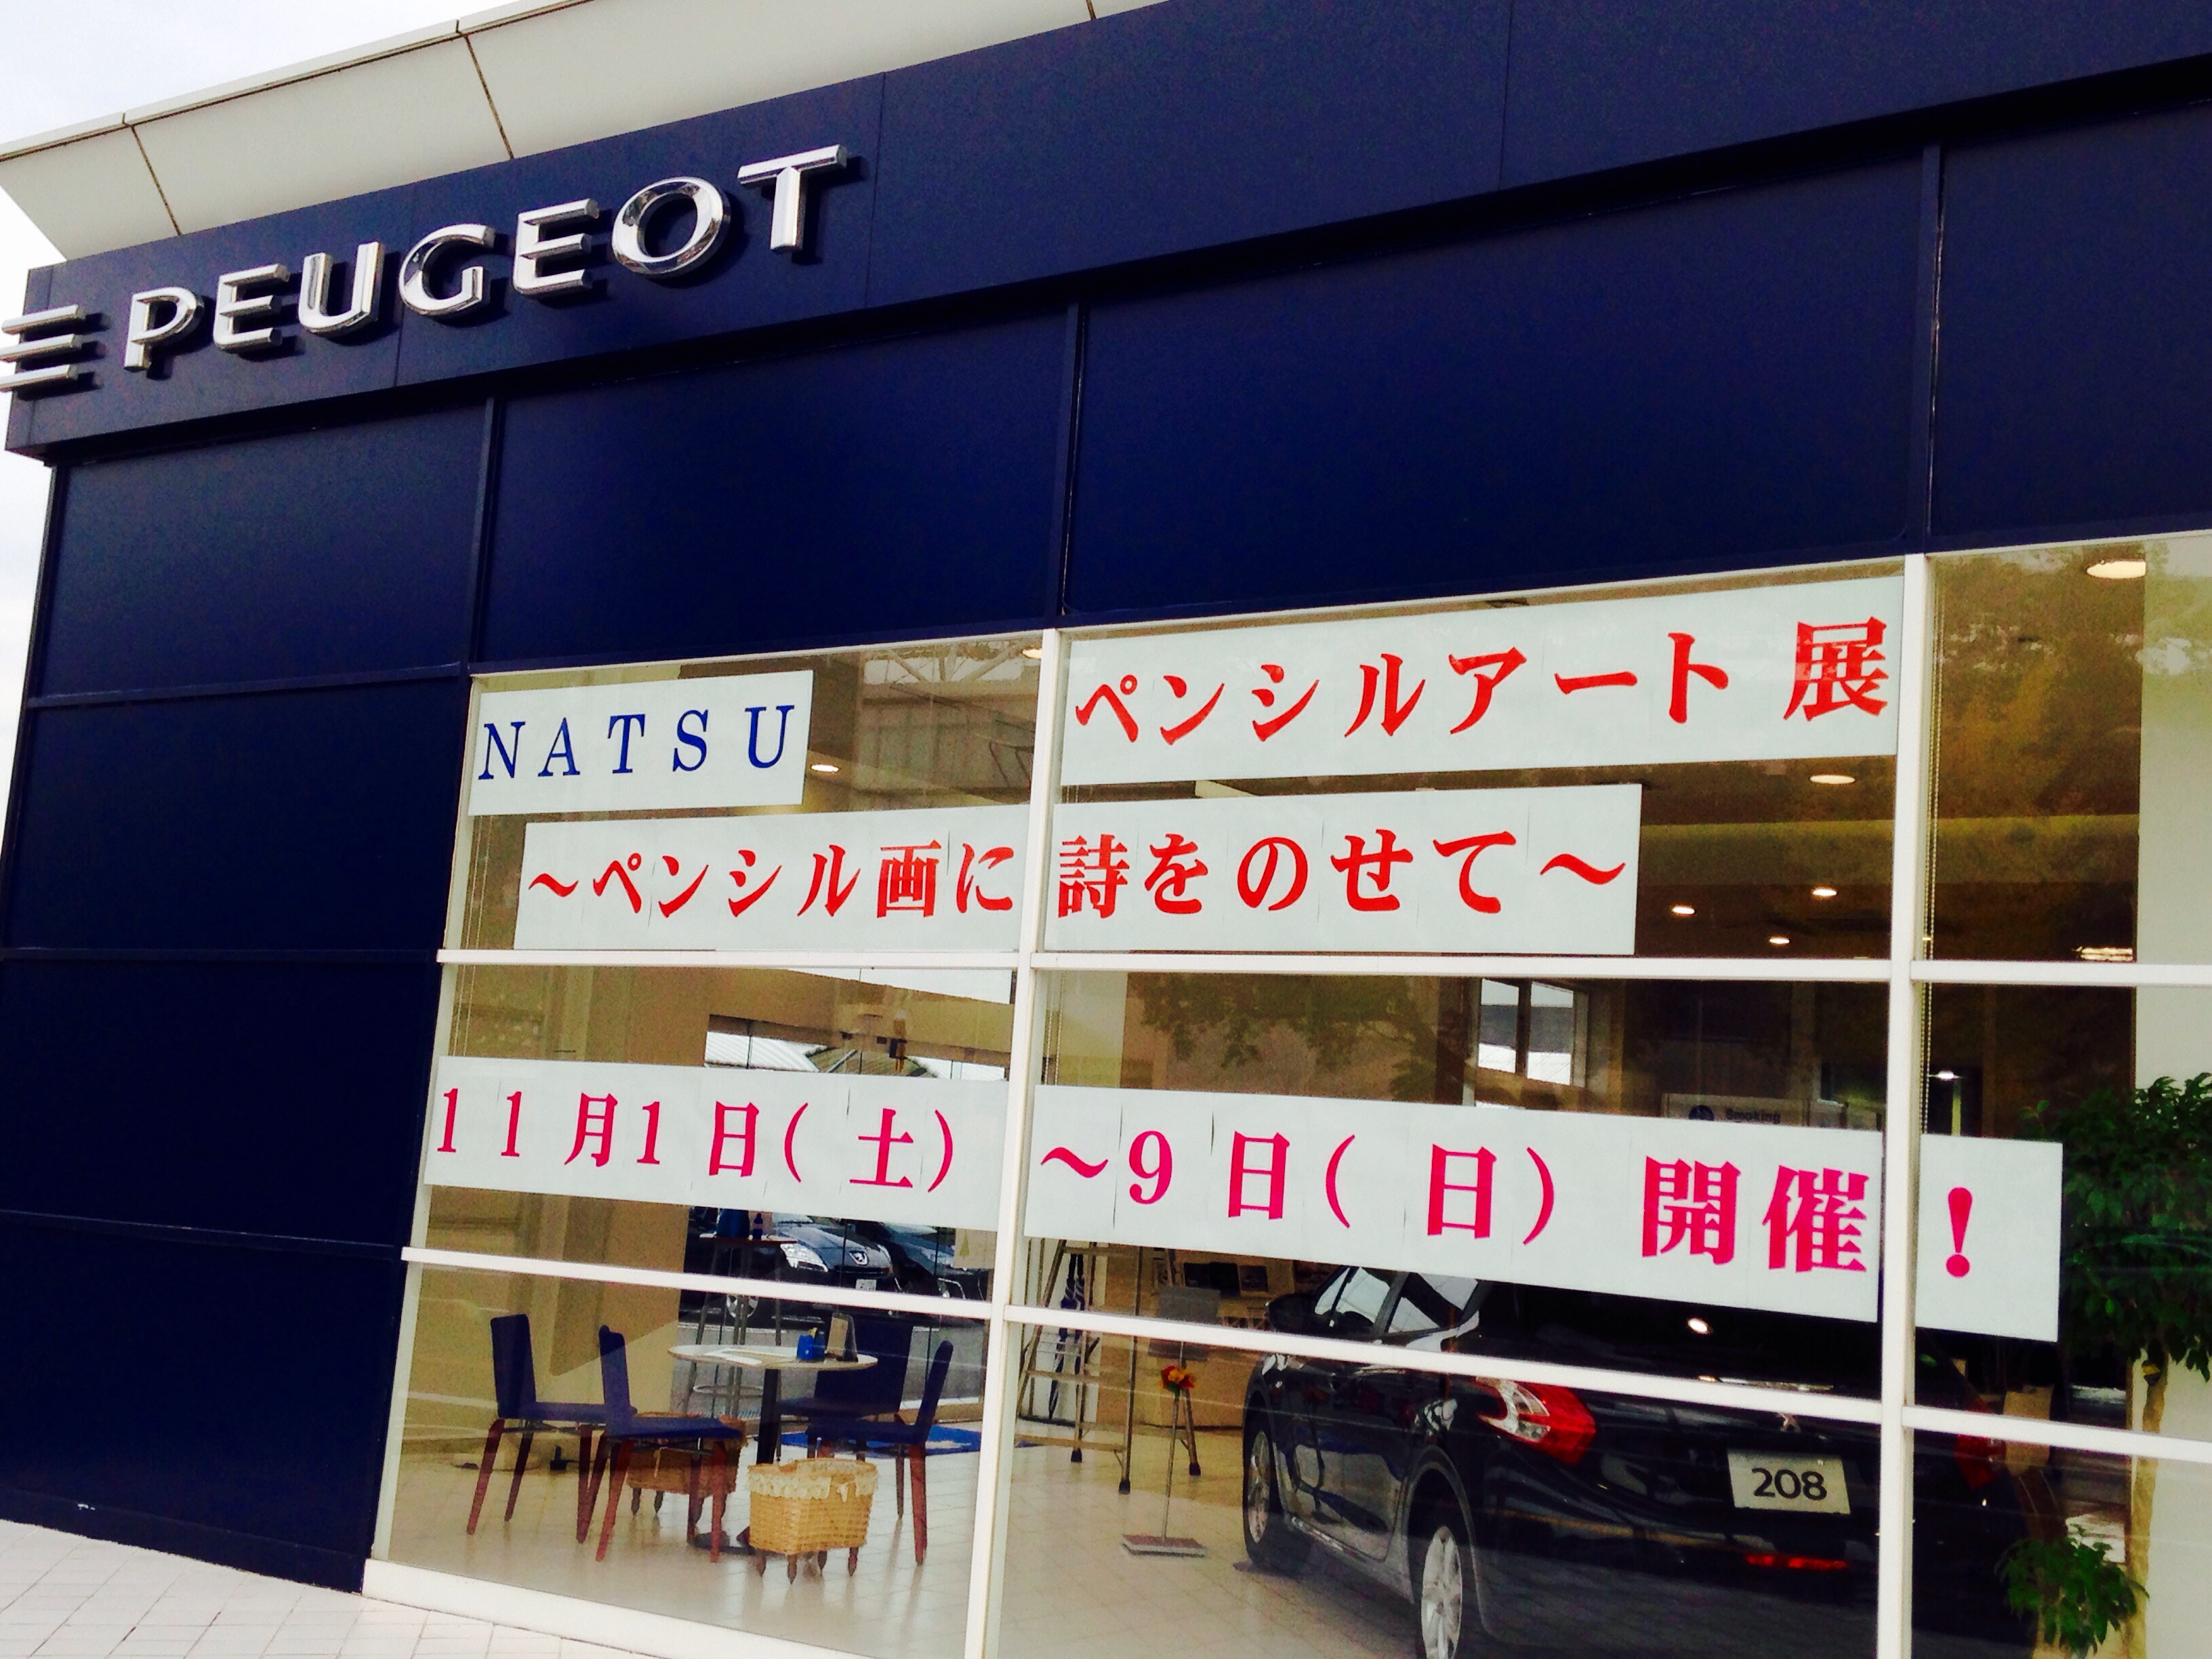 PEUGEOT
NATSU ペンシルアート展
～ペンシル画に詩をのせて～
11月1日(土)～9日(日)開催！
Smoking
208